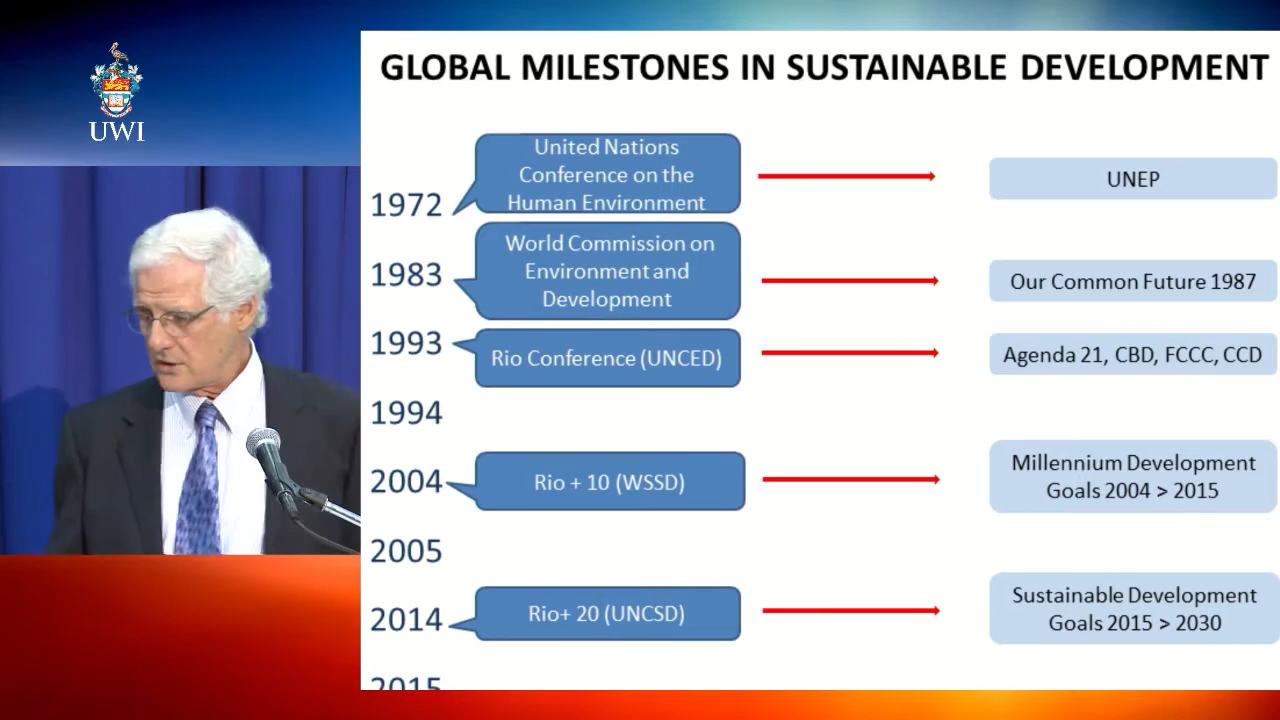 UWI
GLOBAL MILESTONES IN SUSTAINABLE DEVELOPMENT
1972
United Nations
Conference on the
Human Environment
UNEP
1983
World Commission on
Environment and
Development
Our Common Future 1987
1993
Rio Conference (UNCED)
Agenda 21, CBD, FCCC, CCD
1994
2004
Rio + 10 (WSSD)
Millennium Development
Goals 2004 > 2015
2005
2014
Rio+ 20 (UNCSD)
Sustainable Development
Goals 2015 > 2030
2015